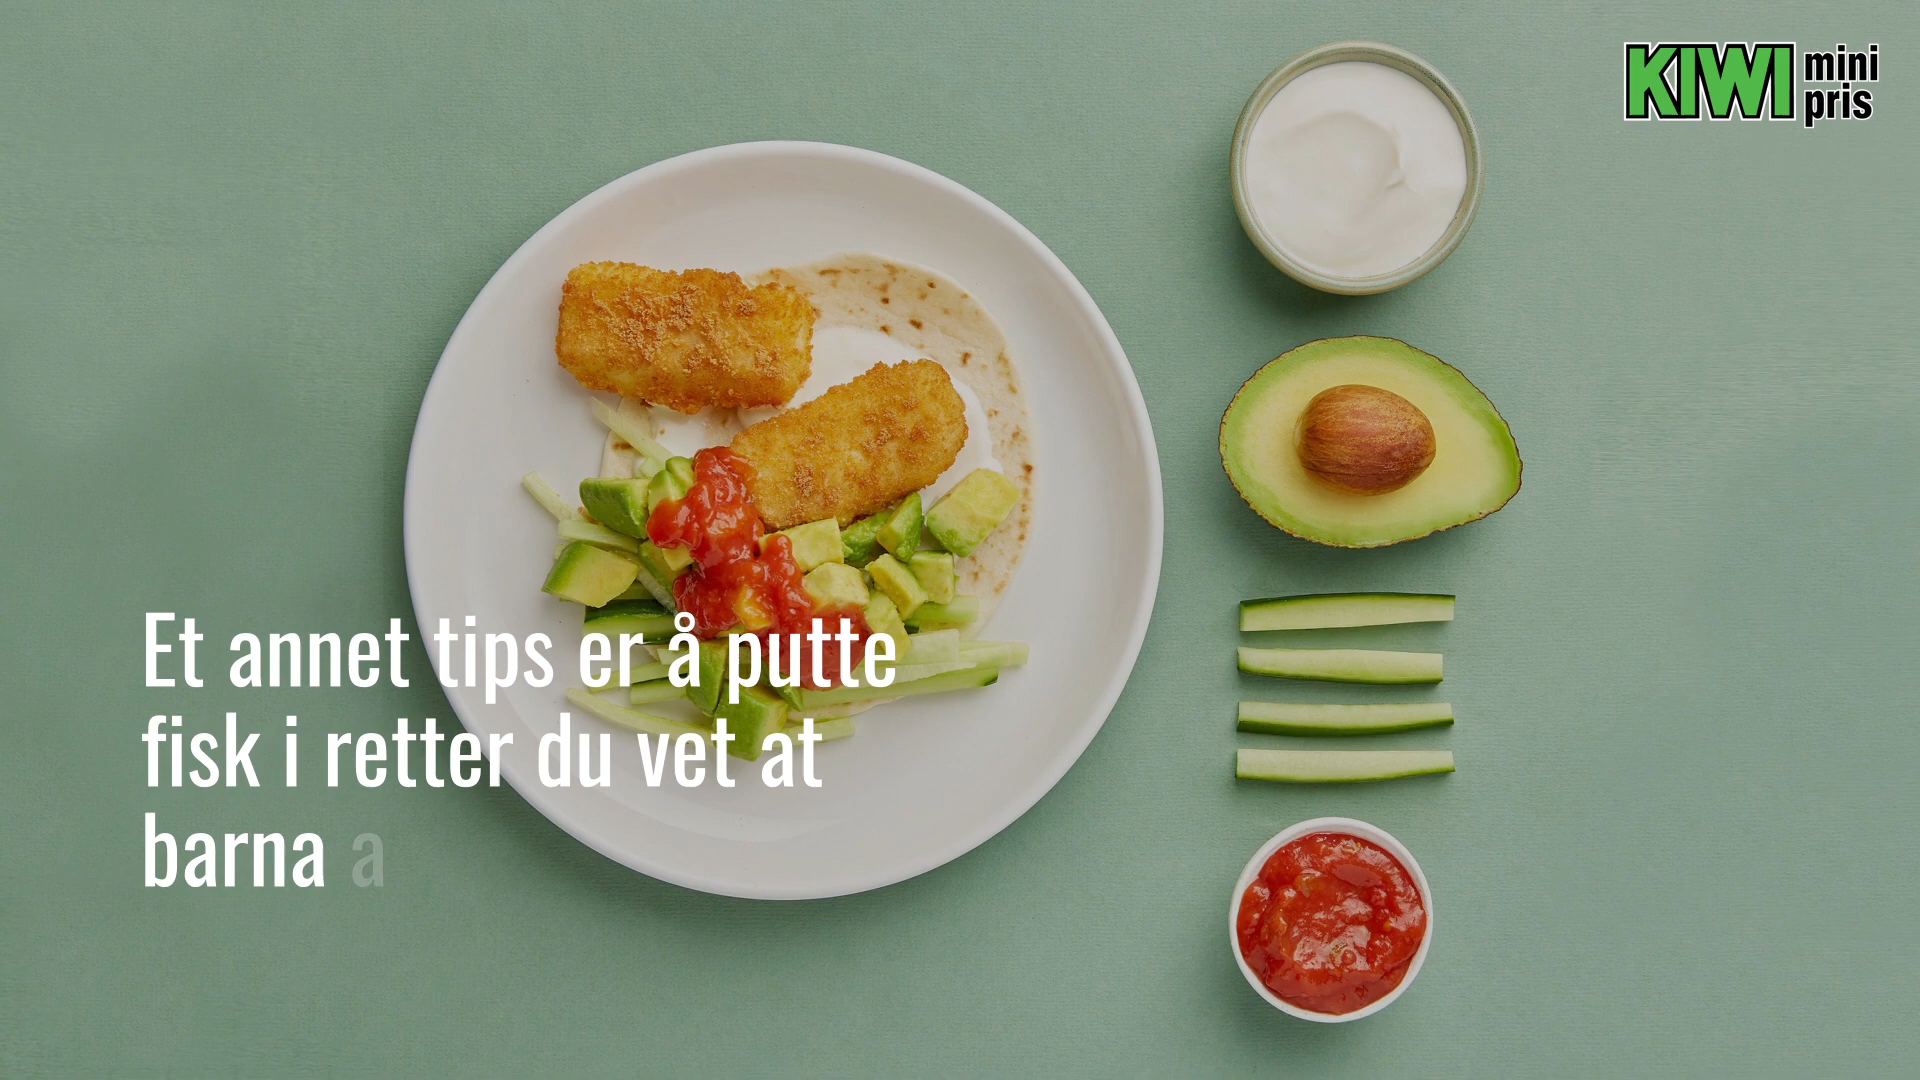 KIWI mini
pris
Et annet tips er å putte
fisk i retter du vet at
barna a